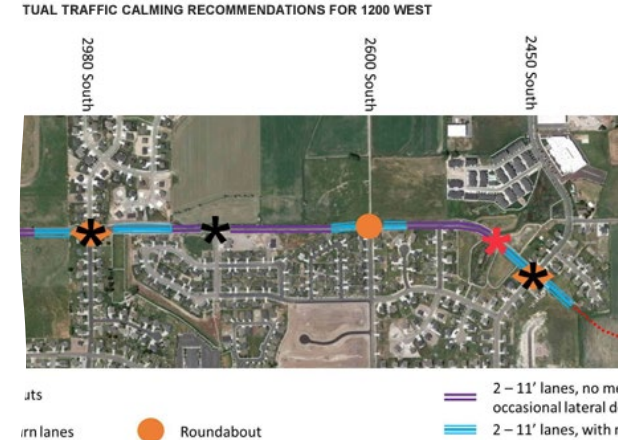 TUAL TRAFFIC CALMING RECOMMENDATIONS FOR 1200 WEST
2980 South
2600 South
2450 South
uts
2 – 11’ lanes, no me
occasional lateral d
rn lanes
Roundabout
2 – 11’ lanes, with r